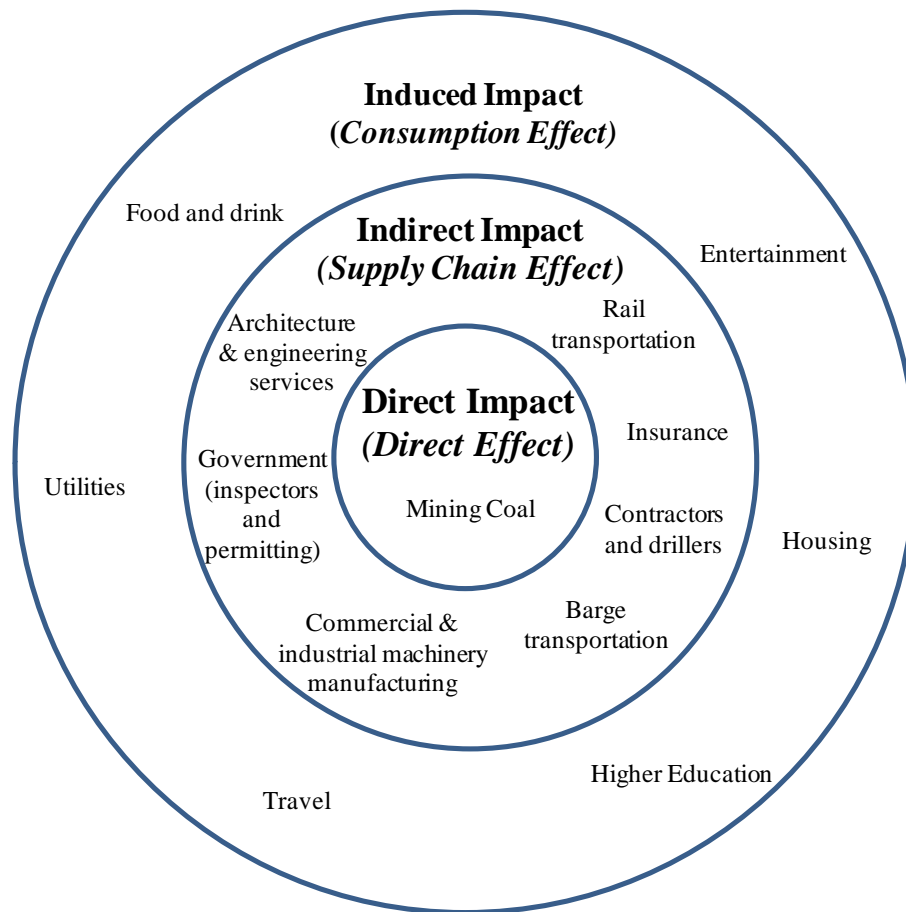 Induced Impact
(Consumption Effect)
Food and drink
Indirect Impact
(Supply Chain Effect)
Entertainment
Rail
transportation
Architecture
& engineering
services
Direct Impact
(Direct Effect)
Insurance
Government
(inspectors
and
permitting)
Utilities
Mining Coal
Contractors
and drillers
Housing
Barge
transportation
Commercial &
industrial machinery
manufacturing
Higher Education
Travel